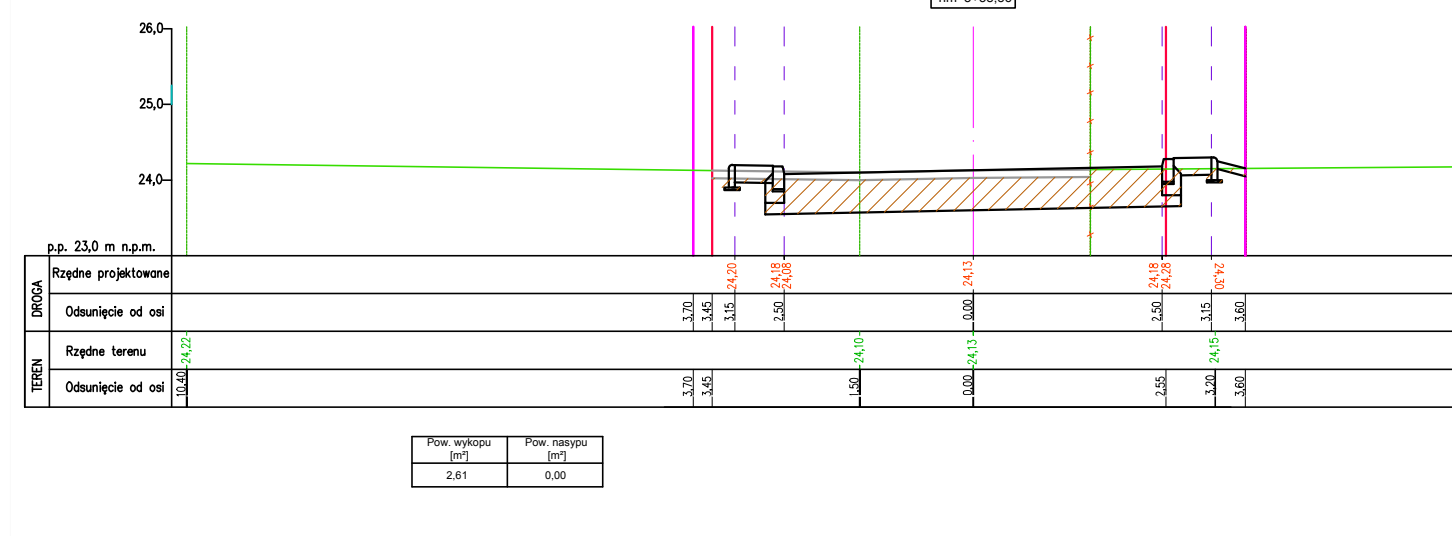 26,0
25,0
24,0
p.p. 23,0 m n.p.m.
DROGA
Rzędne projektowane
24,20 24,18 24,08 24,13 24,18 24,28 24,30
Odsunięcie od osi
3,70 3,45 3,15 2,50 0,00 2,50 3,15 3,60
TEREN
Rzędne terenu
24,22 24,10 24,13 24,15
Odsunięcie od osi
10,40 3,70 3,45 1,50 0,00 2,55 3,20 3,60
Pow. wykopu [m²] Pow. nasypu [m²]
2,61 0,00